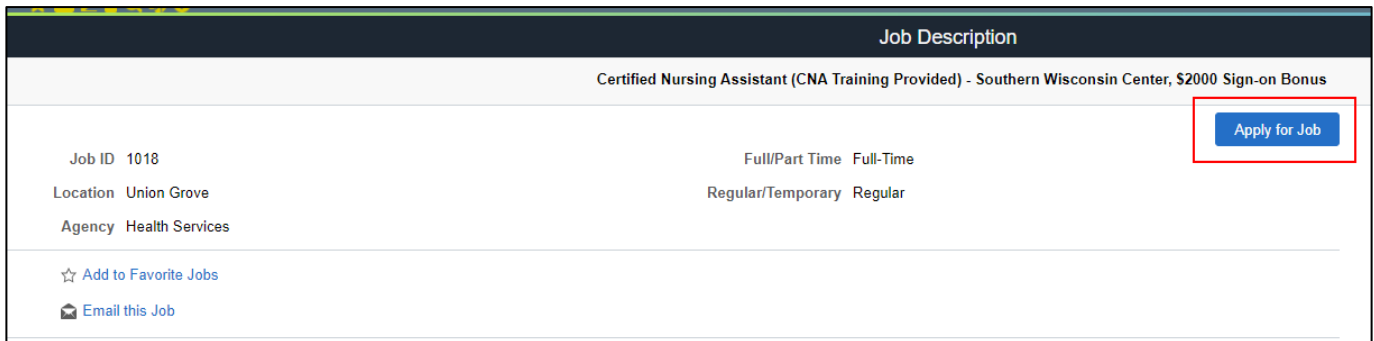 Job Description
Certified Nursing Assistant (CNA Training Provided) - Southern Wisconsin Center, $2000 Sign-on Bonus
Apply for Job
Job ID 1018 Full/Part Time Full-Time
Location Union Grove Regular/Temporary Regular
Agency Health Services
Add to Favorite Jobs
Email this Job